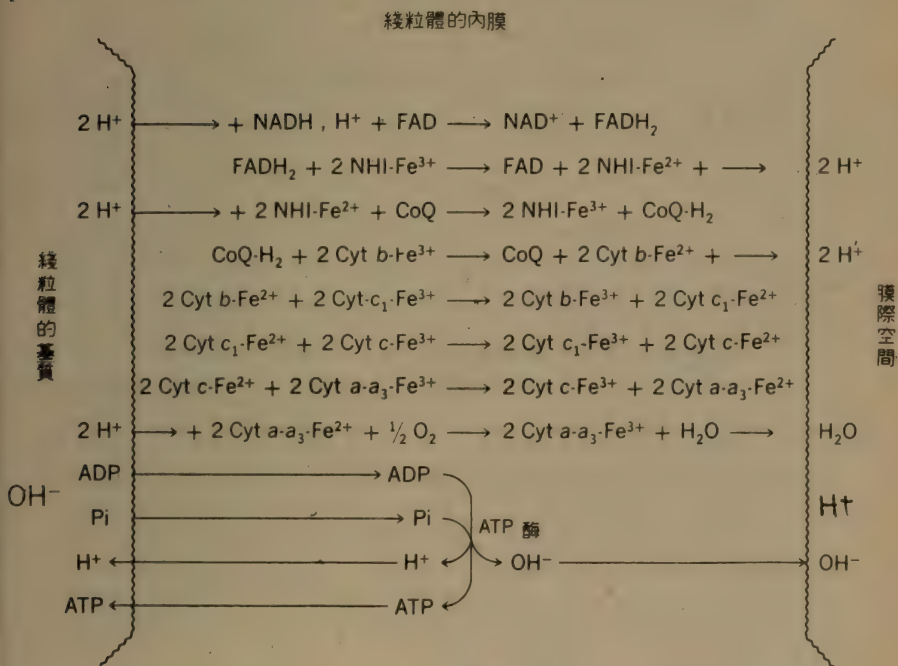 綫粒體的內膜
2 H⁺ ⟶ + NADH , H⁺ + FAD ⟶ NAD⁺ + FADH₂
FADH₂ + 2 NHI-Fe³⁺ ⟶ FAD + 2 NHI-Fe²⁺ + ⟶ 2 H⁺
2 H⁺ ⟶ + 2 NHI-Fe²⁺ + CoQ ⟶ 2 NHI-Fe³⁺ + CoQ·H₂
CoQ·H₂ + 2 Cyt b-Fe³⁺ ⟶ CoQ + 2 Cyt b-Fe²⁺ + ⟶ 2 H⁺
2 Cyt b-Fe²⁺ + 2 Cyt-c₁-Fe³⁺ ⟶ 2 Cyt b-Fe³⁺ + 2 Cyt c₁-Fe²⁺
2 Cyt c₁-Fe²⁺ + 2 Cyt c-Fe³⁺ ⟶ 2 Cyt c₁-Fe³⁺ + 2 Cyt c-Fe²⁺
2 Cyt c-Fe²⁺ + 2 Cyt a-a₃-Fe³⁺ ⟶ 2 Cyt c-Fe³⁺ + 2 Cyt a-a₃-Fe²⁺
2 H⁺ ⟶ + 2 Cyt a-a₃-Fe²⁺ + ½ O₂ ⟶ 2 Cyt a-a₃-Fe³⁺ + H₂O ⟶ H₂O
綫粒體的基質
膜際空間
ADP ⟶ ADP
OH⁻
H⁺
Pi ⟶ Pi
ATP 酶
H⁺ ⟵ H⁺ OH⁻ ⟶ OH⁻
ATP ⟵ ATP